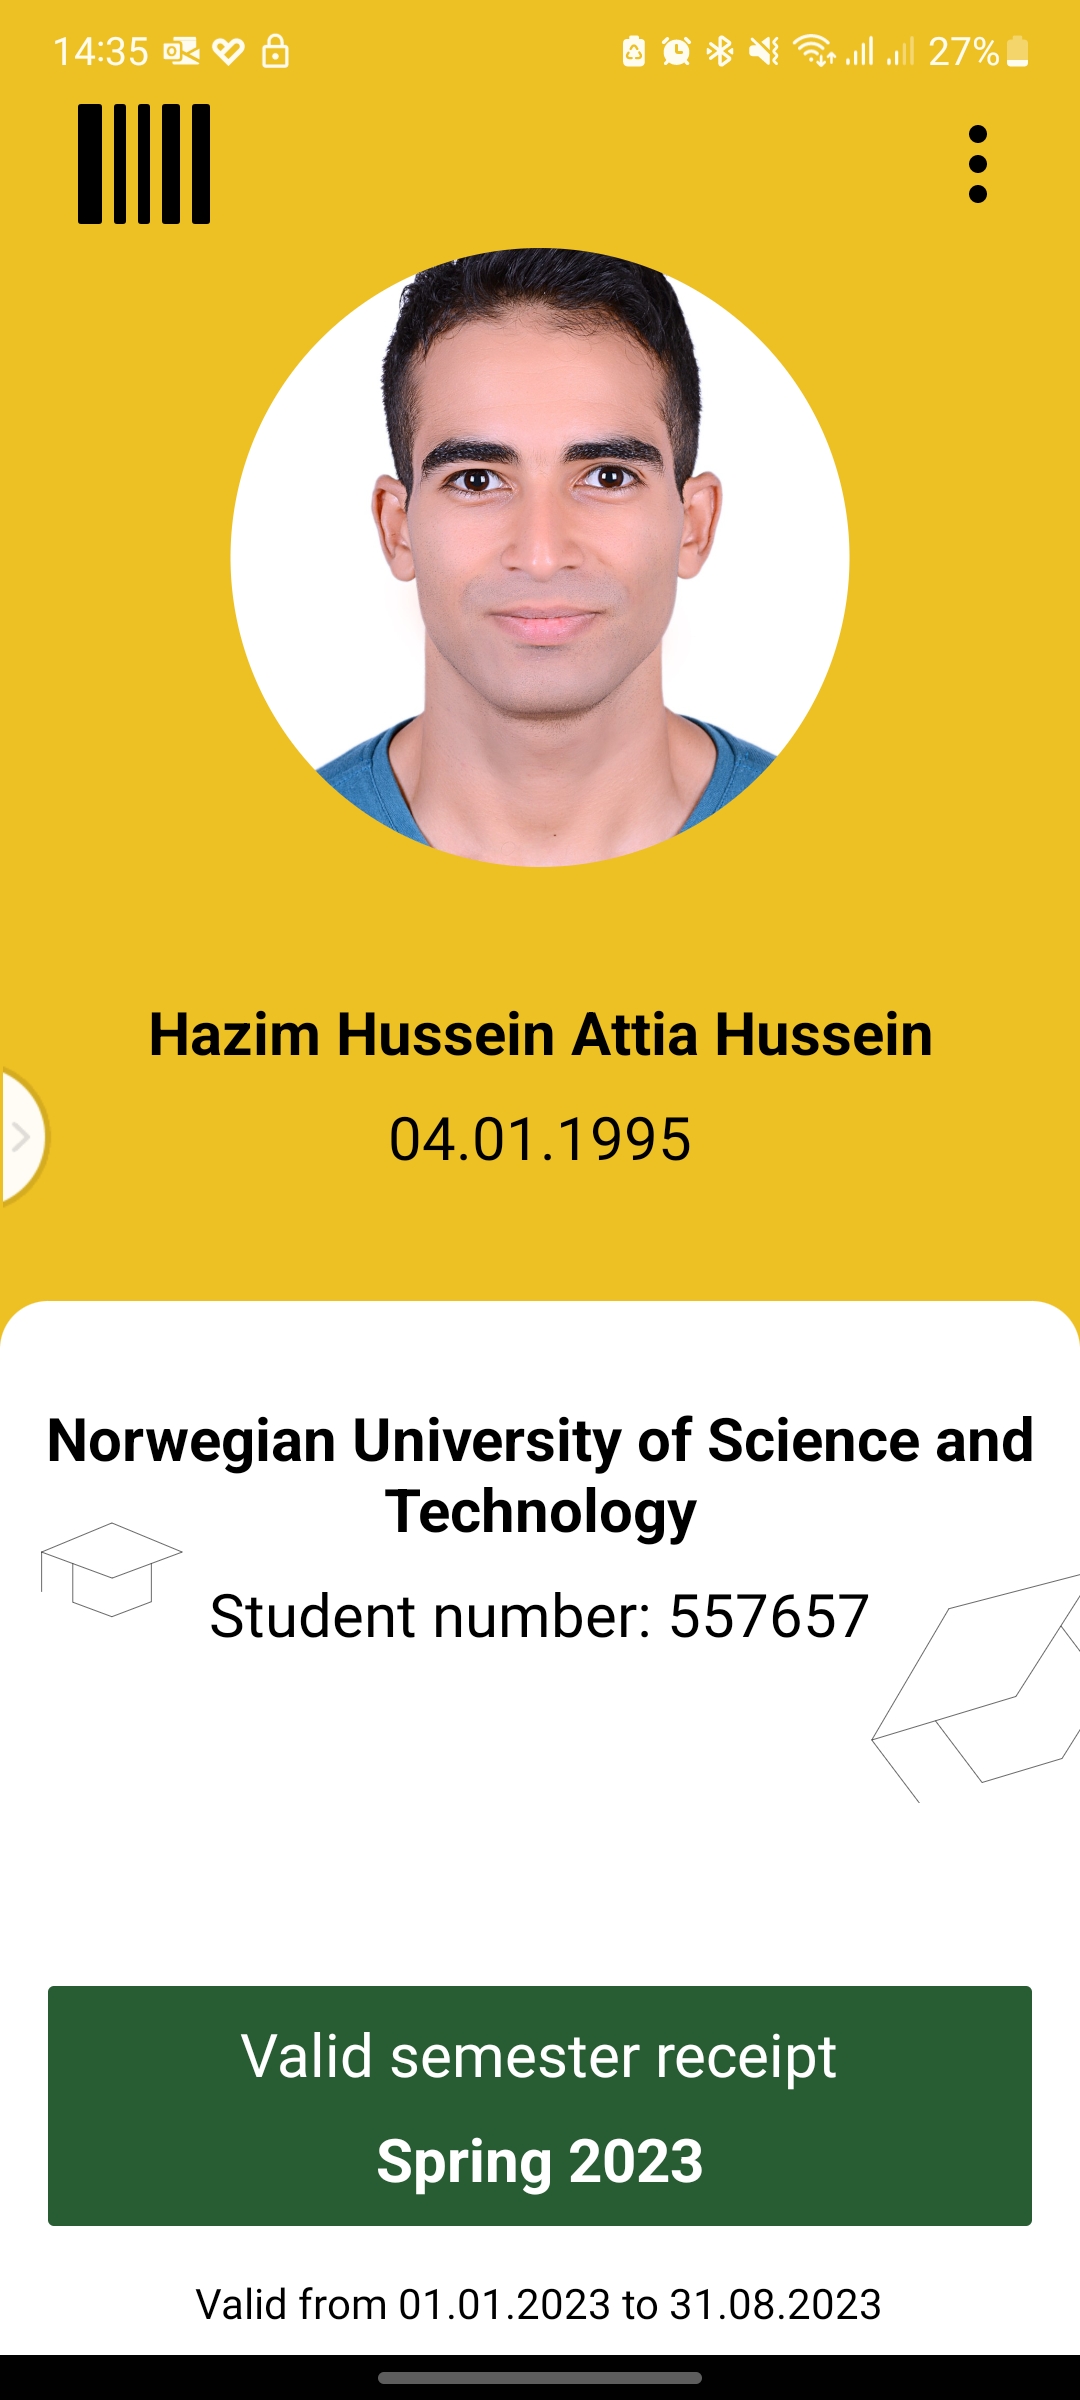 14:35
27%
Hazim Hussein Attia Hussein
04.01.1995
Norwegian University of Science and
Technology
Student number: 557657
Valid semester receipt
Spring 2023
Valid from 01.01.2023 to 31.08.2023